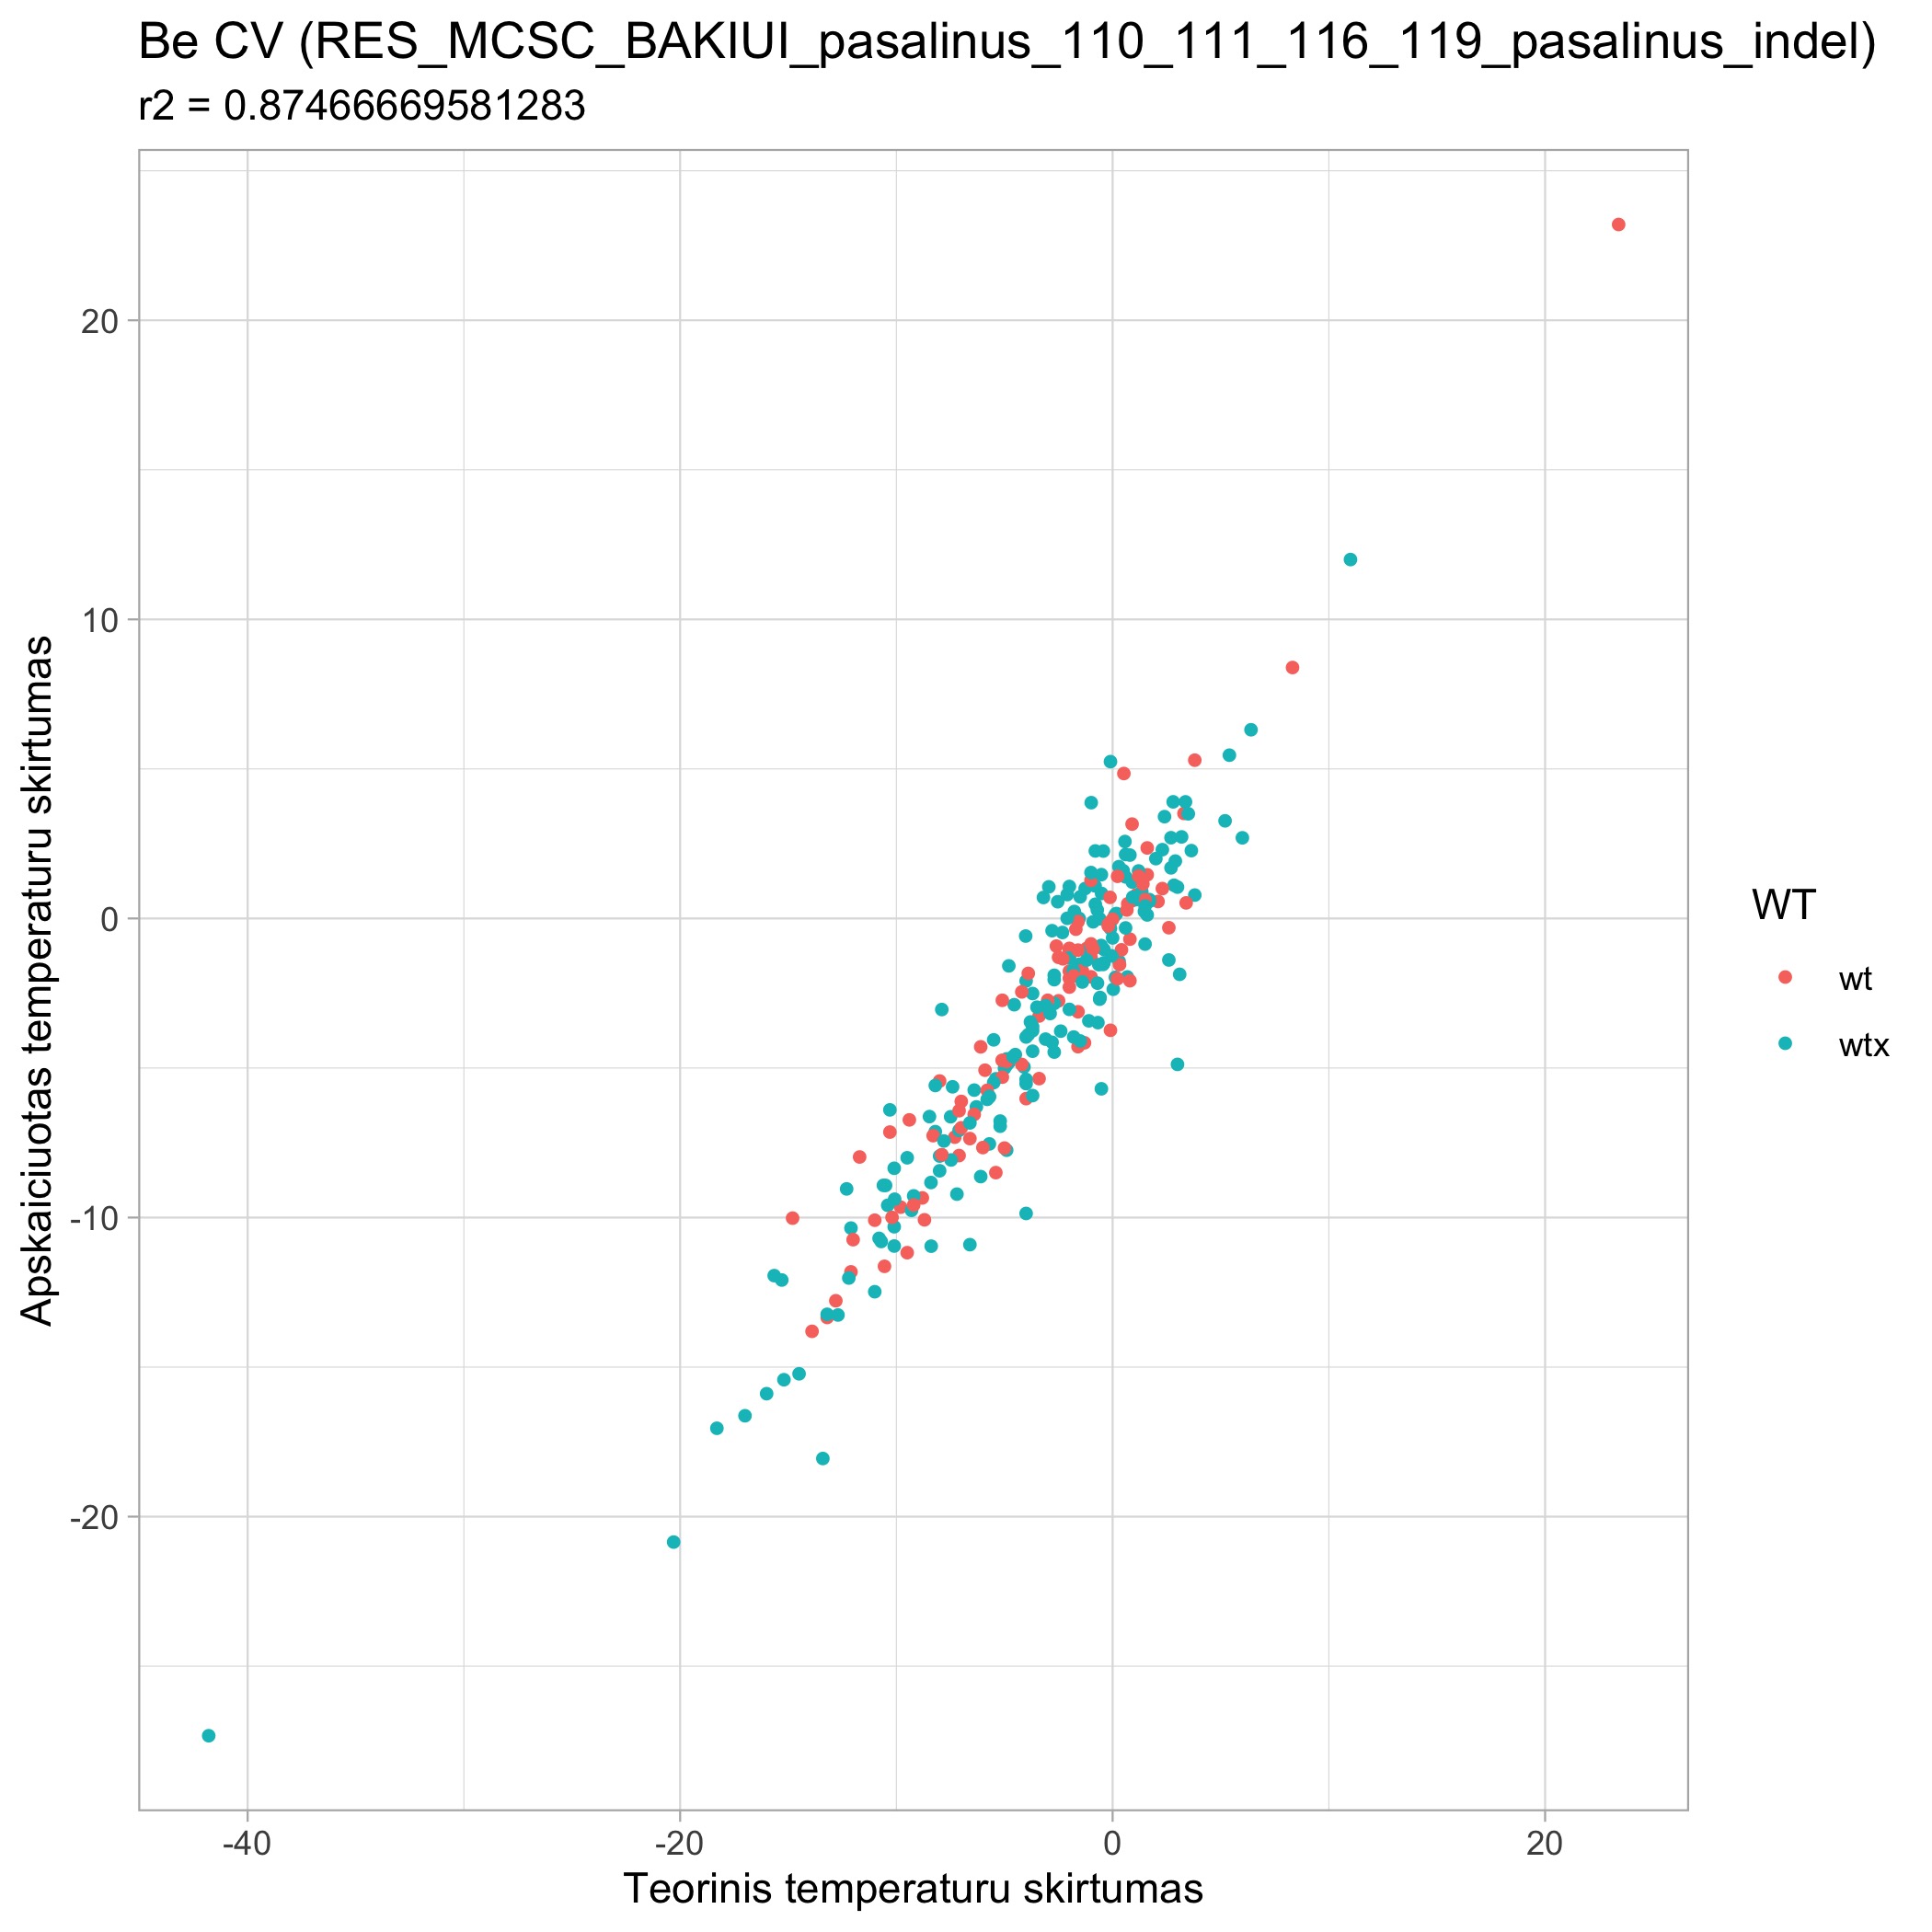 Be CV (RES_MCSC_BAKIUI_pasalinus_110_111_116_119_pasalinus_indel)
r2 = 0.87466669581283
Apskaiciuotas temperaturu skirtumas
20
10
0
-10
-20
-40
-20
0
20
Teorinis temperaturu skirtumas
WT
wt
wtx